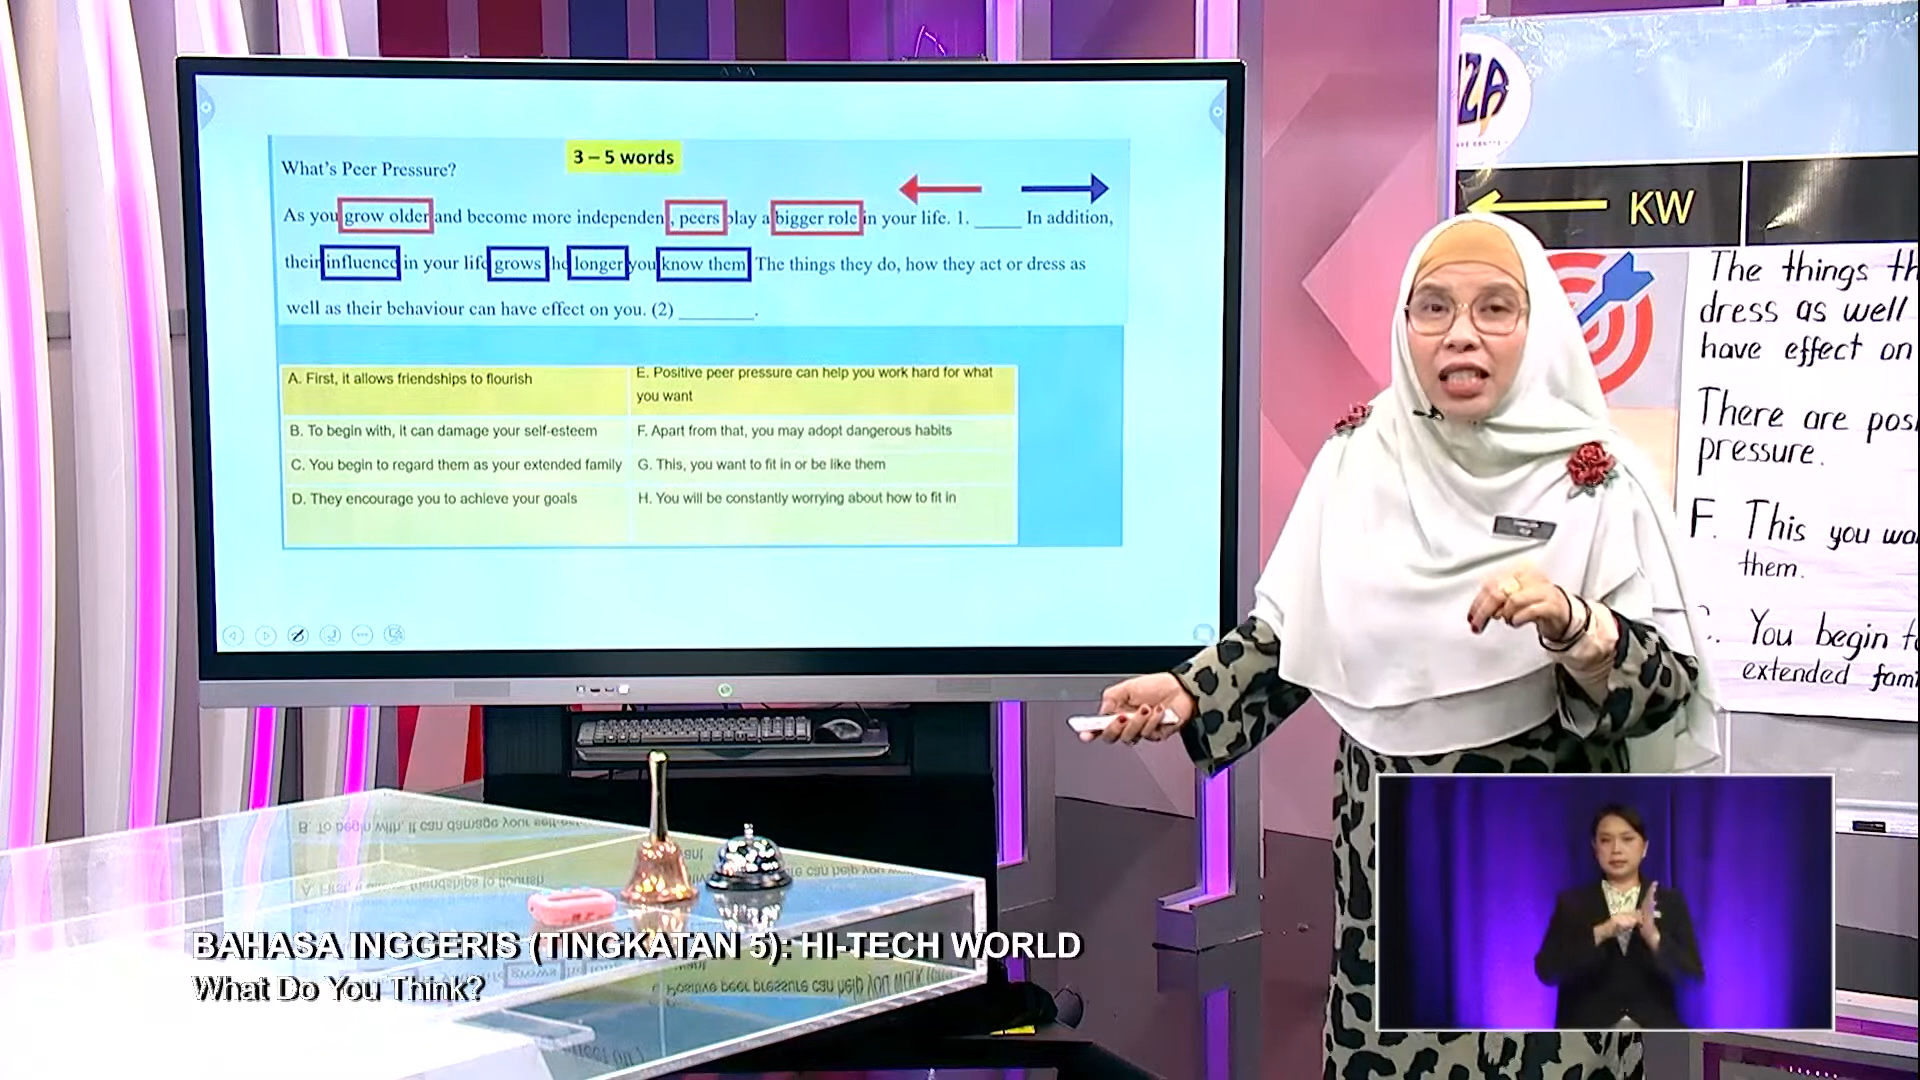 What's Peer Pressure?
3 – 5 words
As you grow older and become more independen , peers play a bigger role in your life. 1. _____ In addition,
their influence in your life grows he longer you know them The things they do, how they act or dress as
well as their behaviour can have effect on you. (2) ________.
A. First, it allows friendships to flourish
E. Positive peer pressure can help you work hard for what
you want
B. To begin with, it can damage your self-esteem
F. Apart from that, you may adopt dangerous habits
C. You begin to regard them as your extended family
G. This, you want to fit in or be like them
D. They encourage you to achieve your goals
H. You will be constantly worrying about how to fit in
KW
The things th
dress as well
have effect on
There are posi
pressure.
F. This you wa
them.
You begin t
extended fam
BAHASA INGGERIS (TINGKATAN 5): HI-TECH WORLD
What Do You Think?